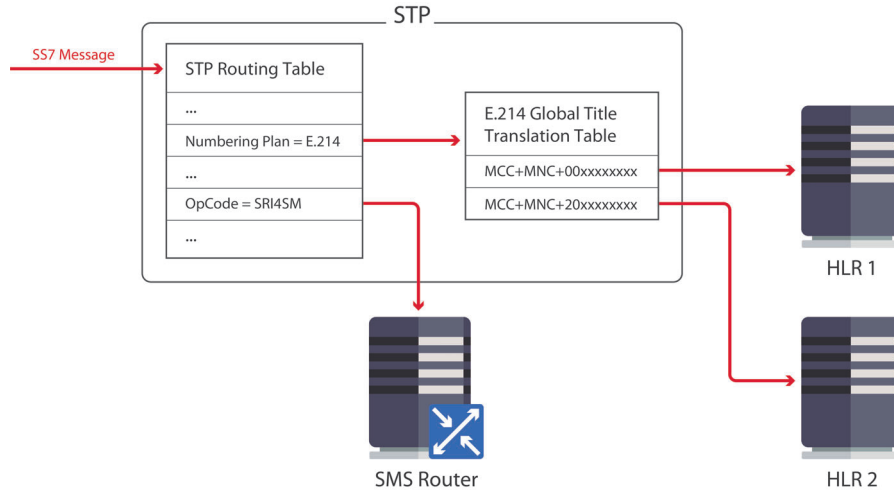 STP
SS7 Message
STP Routing Table
...
Numbering Plan = E.214
...
OpCode = SRI4SM
...
E.214 Global Title
Translation Table
MCC+MNC+00xxxxxxxx
MCC+MNC+20xxxxxxxx
HLR 1
SMS Router
HLR 2